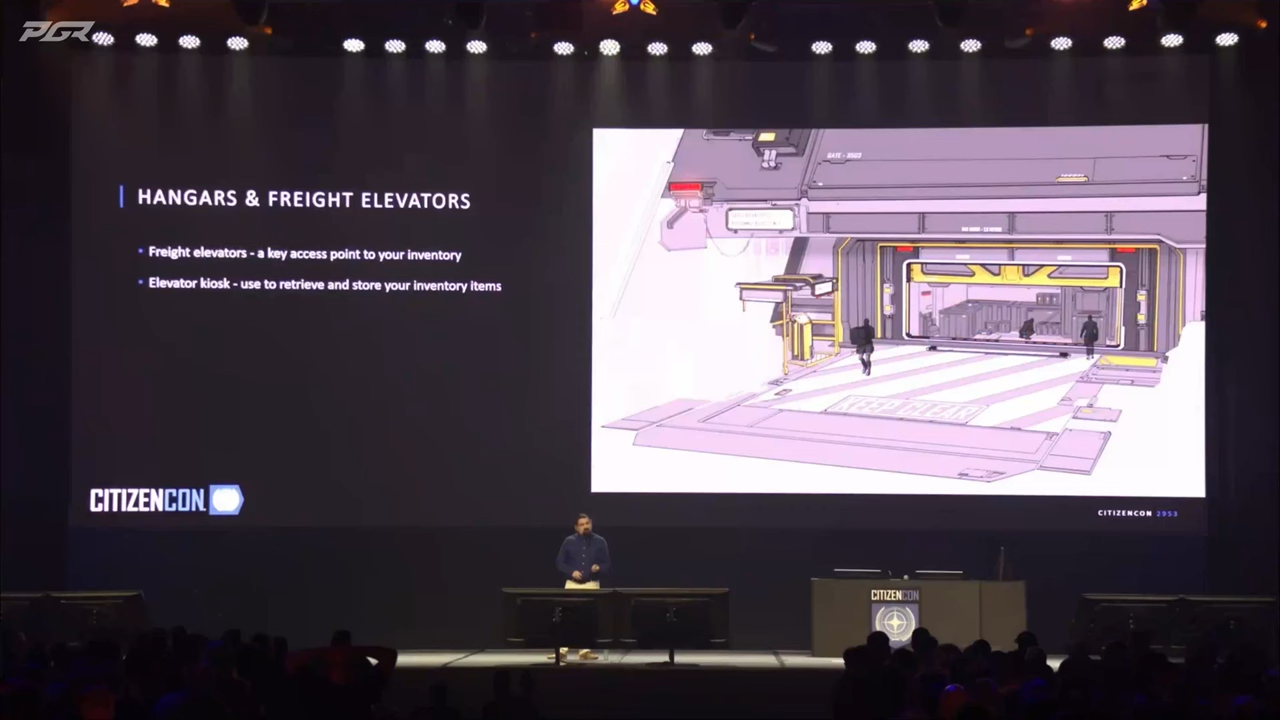 PGR
HANGARS & FREIGHT ELEVATORS
Freight elevators - a key access point to your inventory
Elevator kiosk - use to retrieve and store your inventory items
KEEP CLEAR
CITIZENCON
CITIZENCON 2953
CITIZENCON